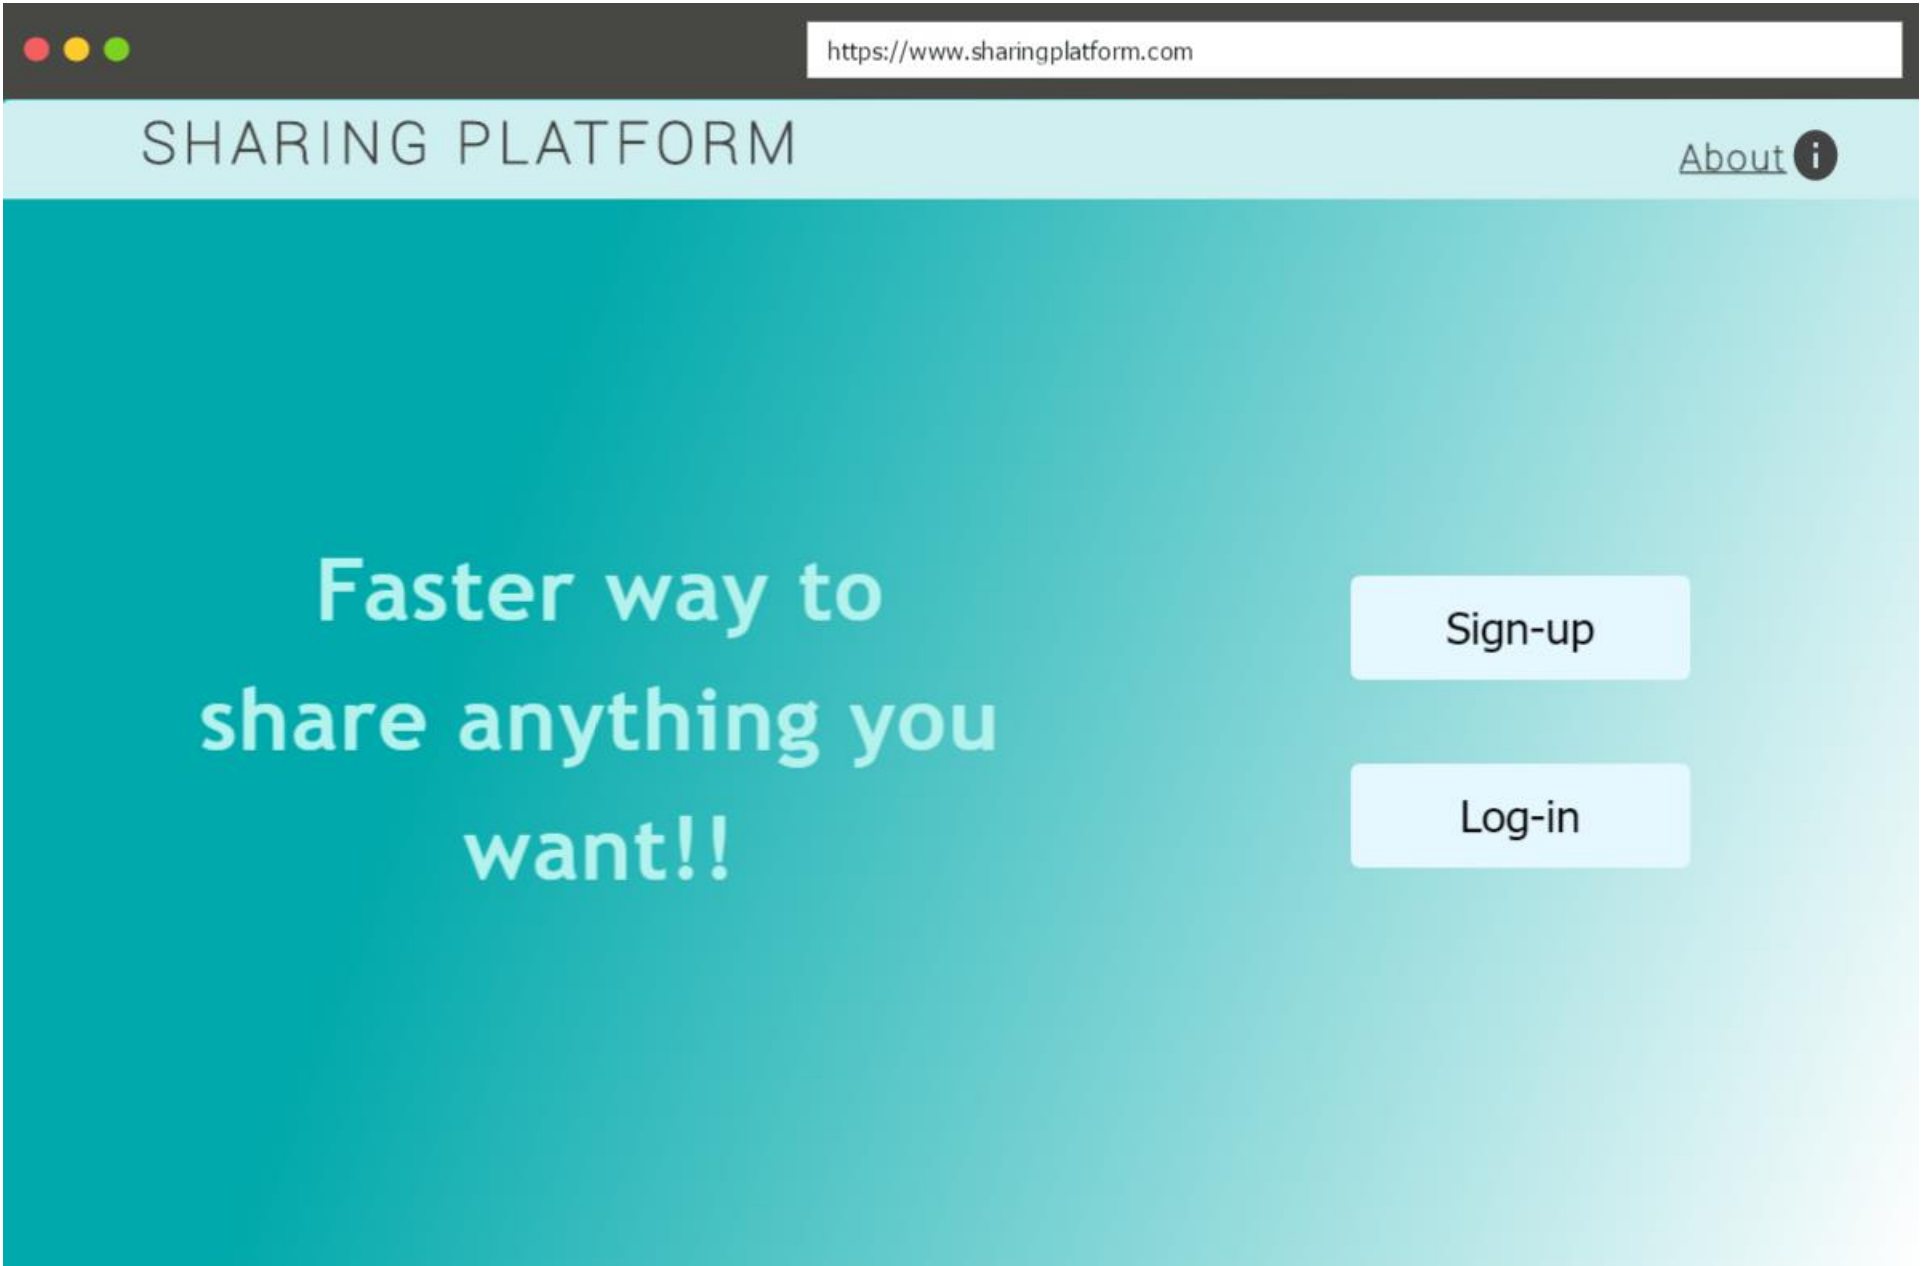 https://www.sharingplatform.com
SHARING PLATFORM
About i
Faster way to
share anything you
want!!
Sign-up
Log-in